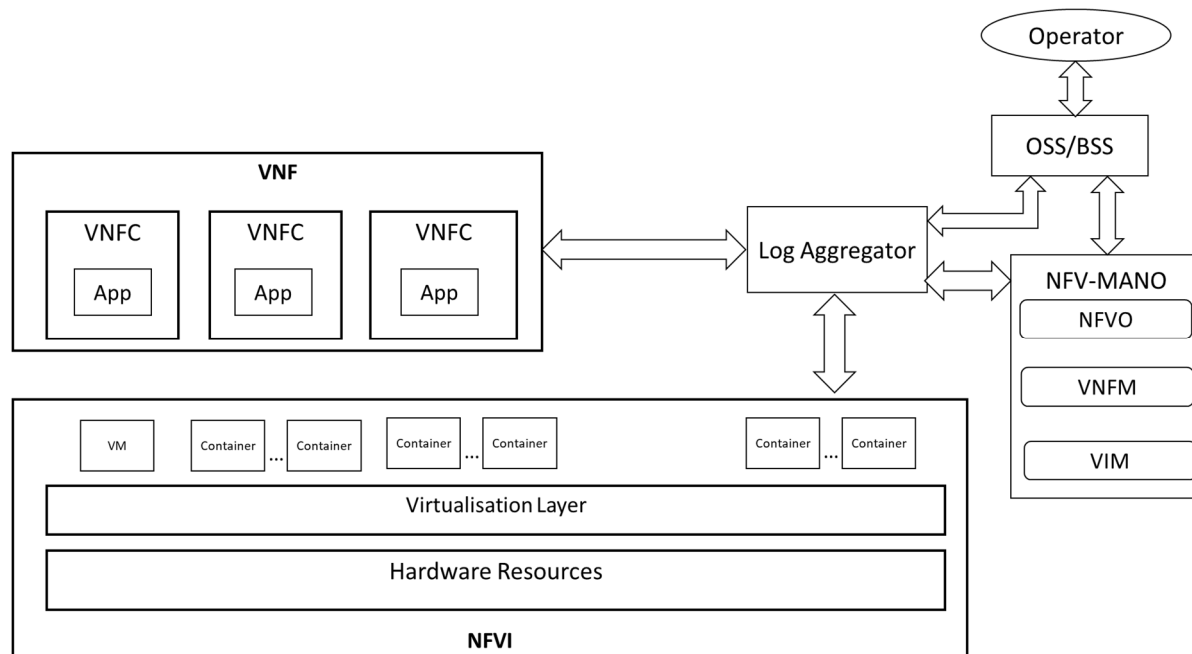 Operator
OSS/BSS
VNF
VNFC
VNFC
VNFC
App
App
App
Log Aggregator
NFV-MANO
NFVO
VNFM
VIM
VM
Container
...
Container
Container
...
Container
Container
...
Container
Virtualisation Layer
Hardware Resources
NFVI